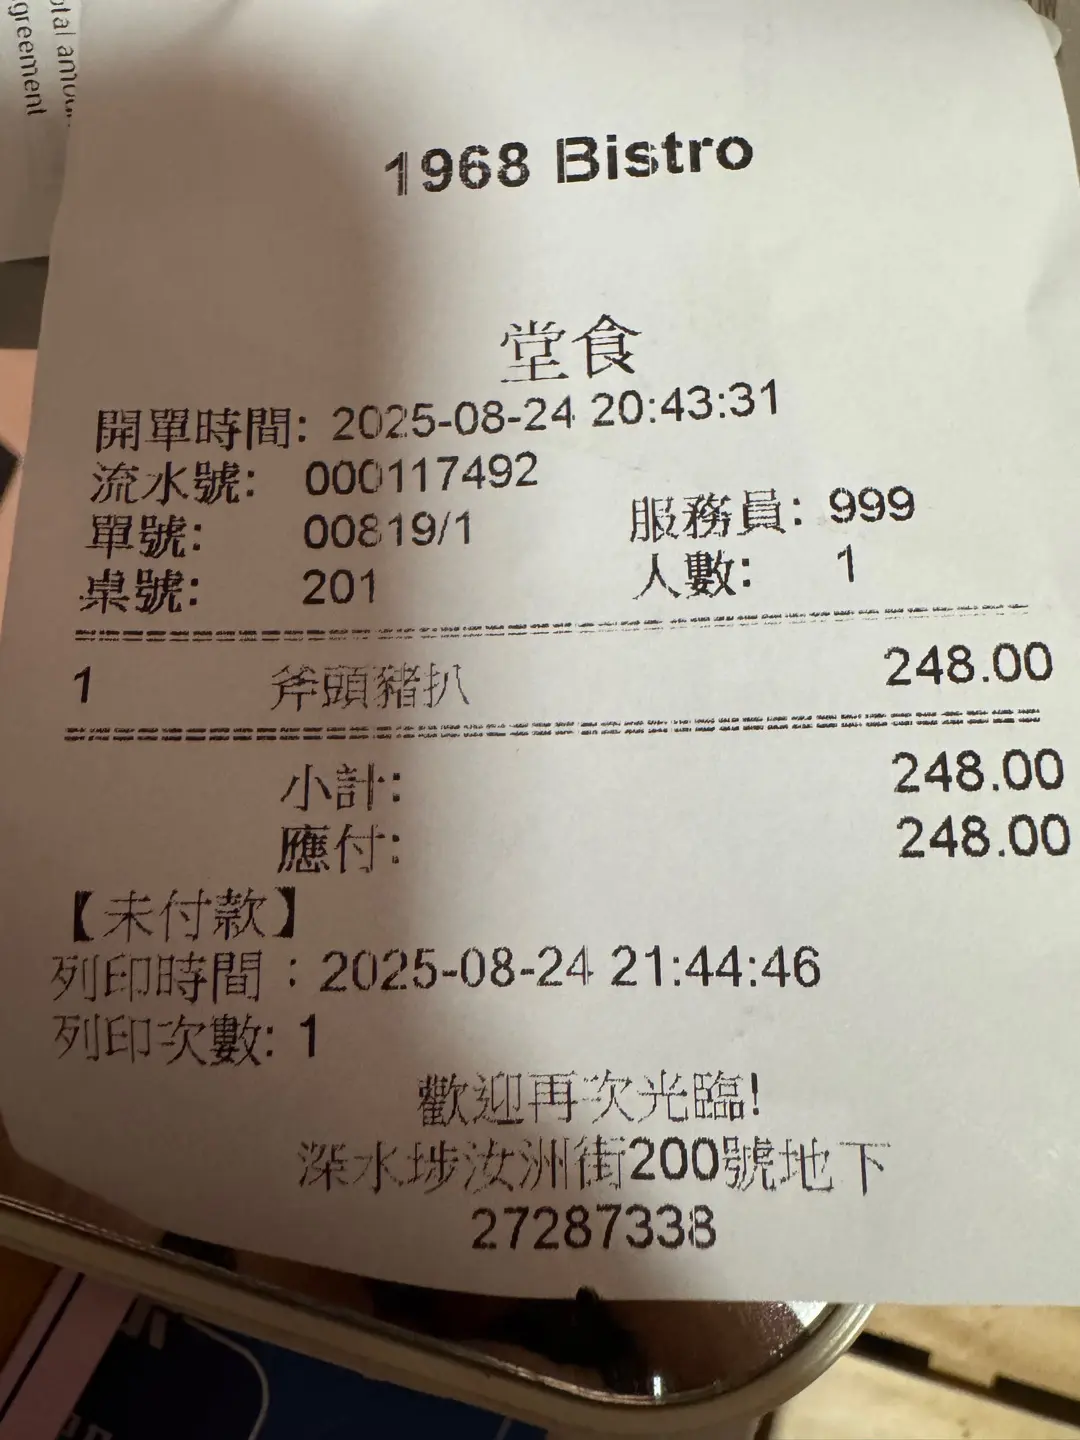 otal amou
greement
1968 Bistro
堂食
開單時間: 2025-08-24 20:43:31
流水號: 000117492
單號: 00819/1 服務員: 999
桌號: 201 人數: 1
1 斧頭豬扒 248.00
小計: 248.00
應付: 248.00
【未付款】
列印時間：2025-08-24 21:44:46
列印次數: 1
歡迎再次光臨!
深水埗汝洲街200號地下
27287338